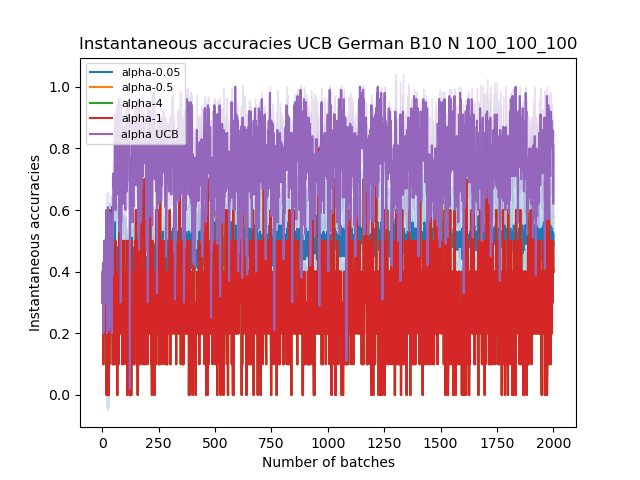 Instantaneous accuracies UCB German B10 N 100_100_100
alpha-0.05
alpha-0.5
alpha-4
alpha-1
alpha UCB
1.0
0.8
0.6
0.4
0.2
0.0
Instantaneous accuracies
0 250 500 750 1000 1250 1500 1750 2000
Number of batches